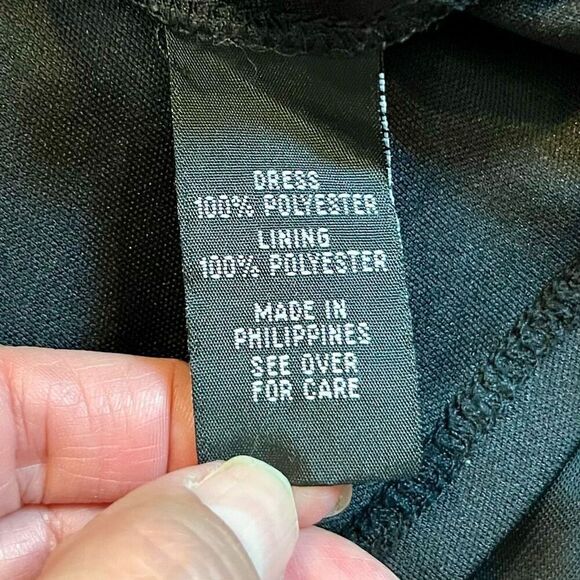 DRESS
100% POLYESTER
LINING
100% POLYESTER
MADE IN
PHILIPPINES
SEE OVER
FOR CARE